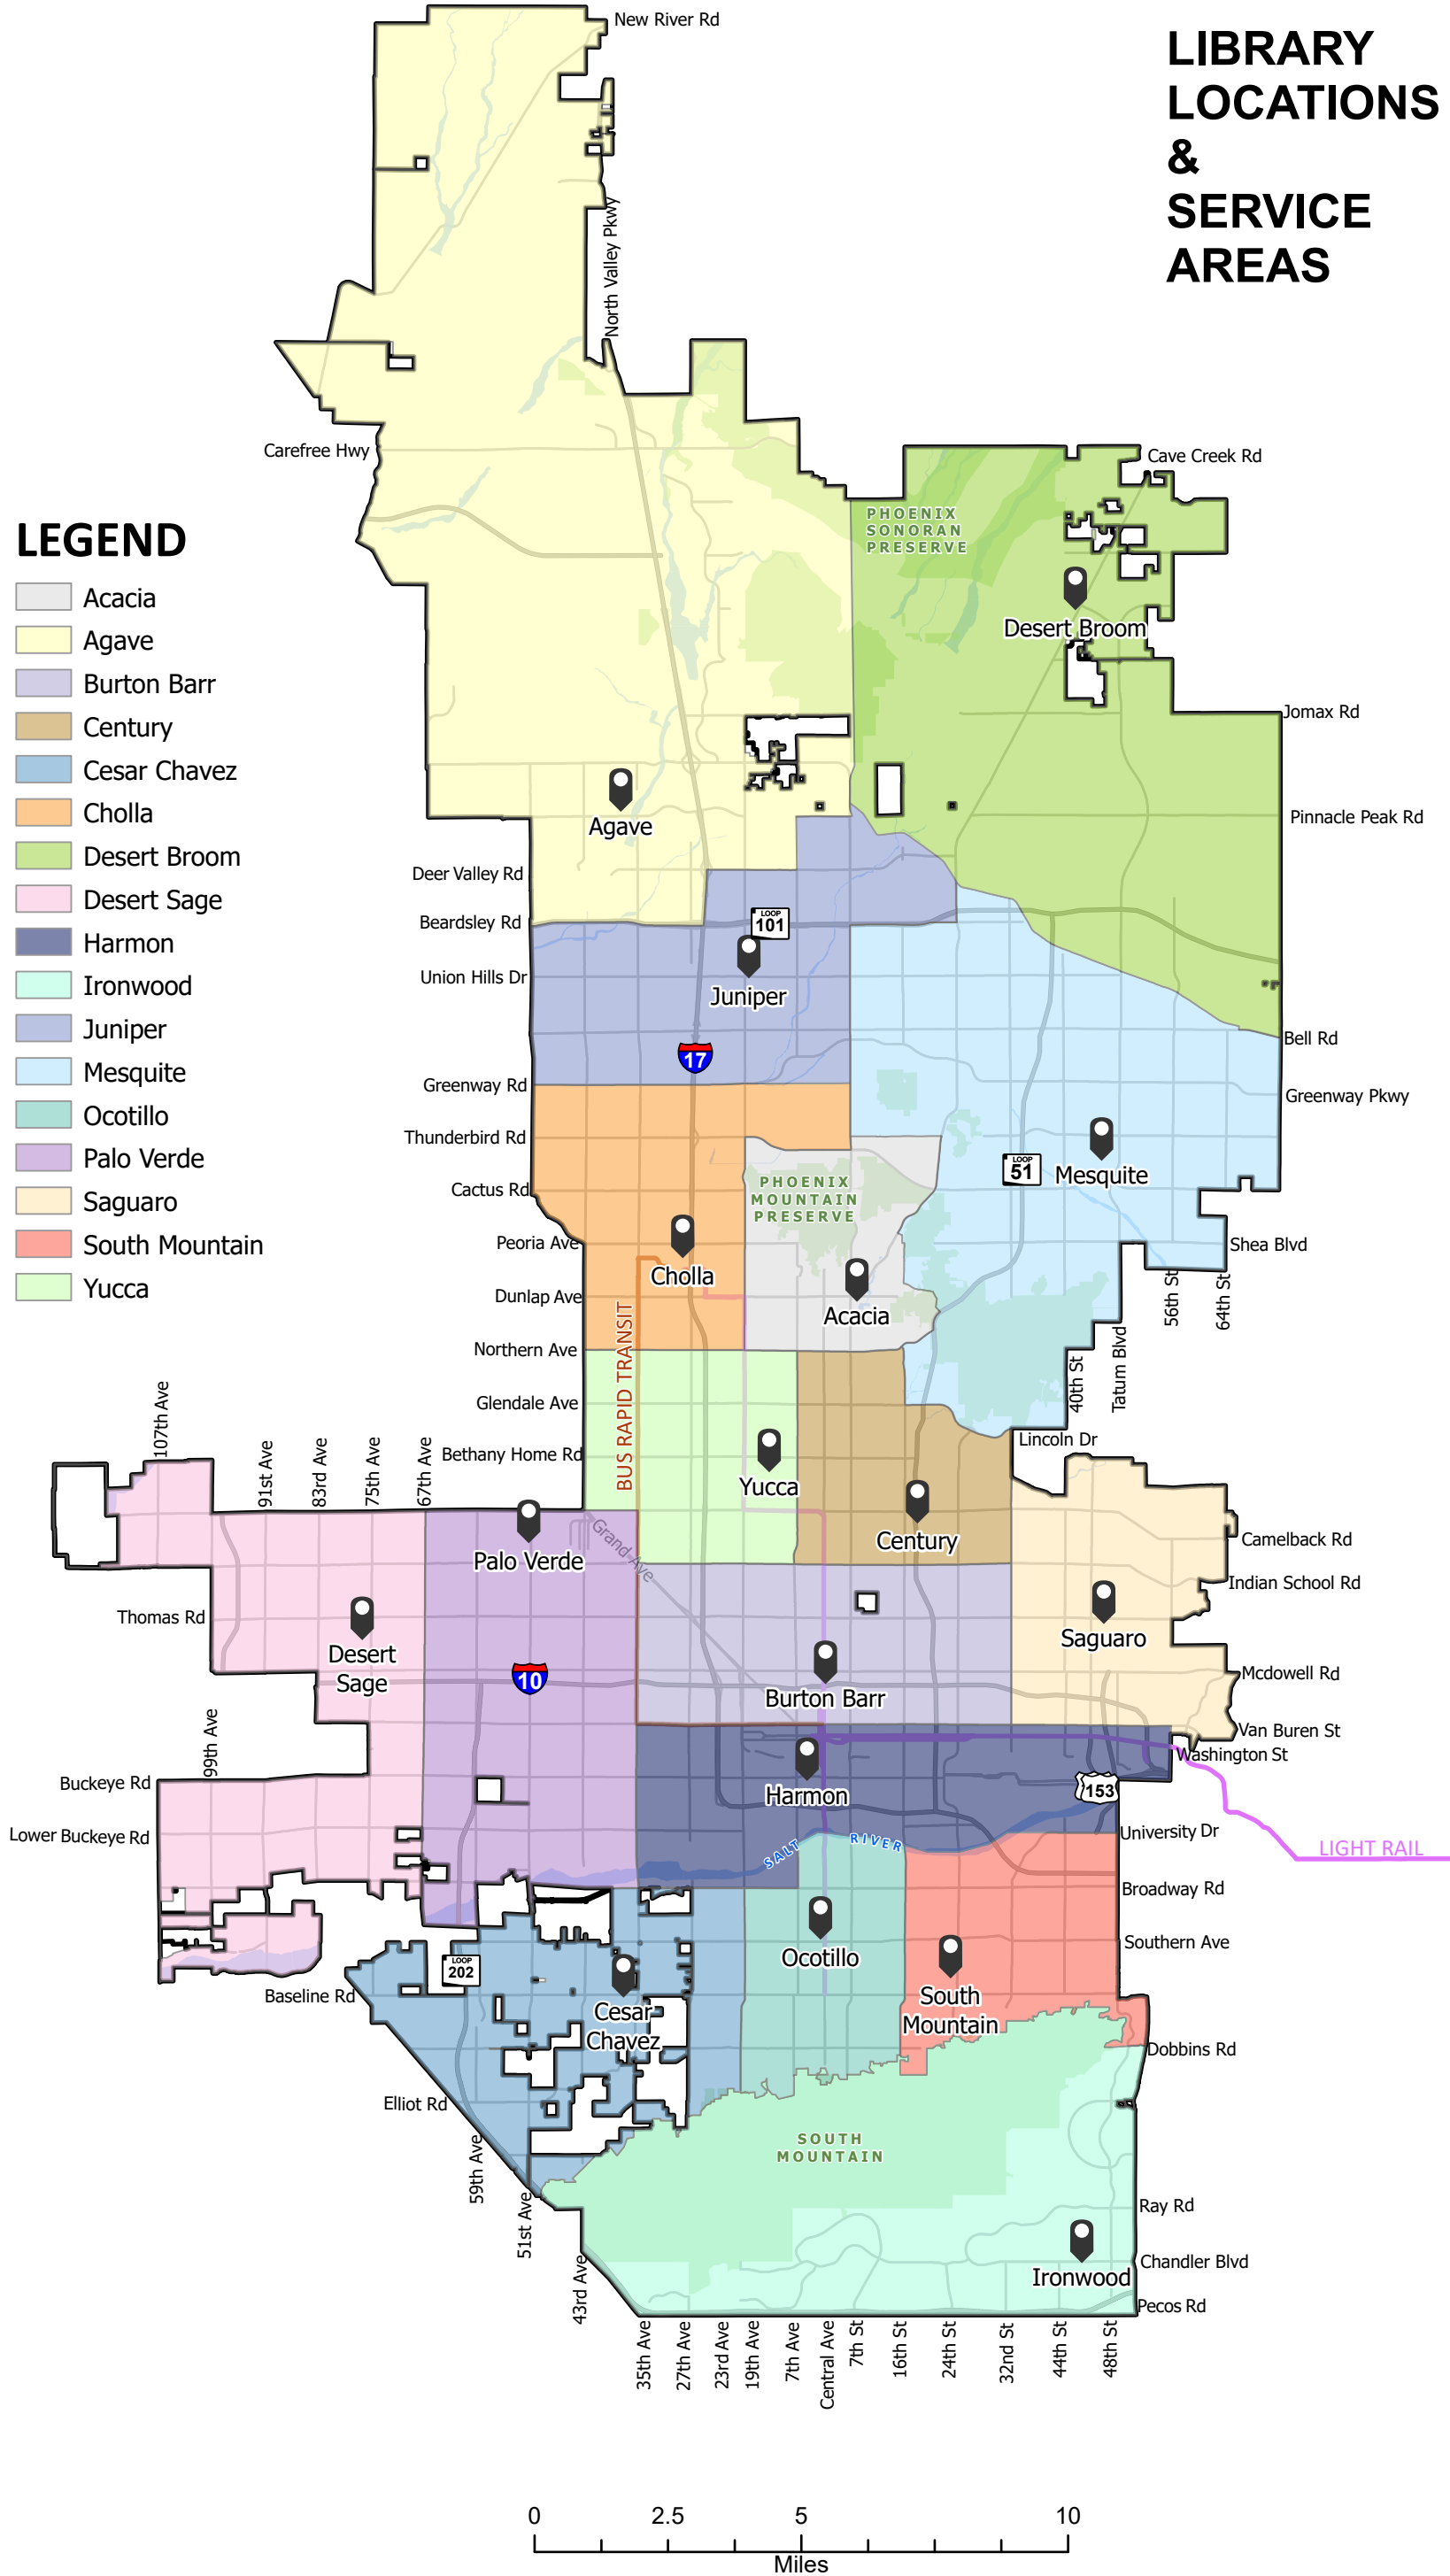 LIBRARY
LOCATIONS
&
SERVICE
AREAS
New River Rd
North Valley Pkwy
Carefree Hwy
Cave Creek Rd
PHOENIX
SONORAN
PRESERVE
LEGEND
Acacia
Agave
Burton Barr
Century
Cesar Chavez
Cholla
Desert Broom
Desert Sage
Harmon
Ironwood
Juniper
Mesquite
Ocotillo
Palo Verde
Saguaro
South Mountain
Yucca
Desert Broom
Jomax Rd
Agave
Pinnacle Peak Rd
Deer Valley Rd
Beardsley Rd
LOOP
101
Union Hills Dr
Juniper
17
Bell Rd
Greenway Rd
Greenway Pkwy
Thunderbird Rd
LOOP
51
Mesquite
Cactus Rd
PHOENIX
MOUNTAIN
PRESERVE
Peoria Ave
Shea Blvd
Cholla
Dunlap Ave
Acacia
56th St
64th St
Northern Ave
BUS RAPID TRANSIT
40th St
Tatum Blvd
Glendale Ave
107th Ave
91st Ave
83rd Ave
75th Ave
67th Ave
Bethany Home Rd
Lincoln Dr
Yucca
Century
Camelback Rd
Palo Verde
Grand Ave
Indian School Rd
Thomas Rd
Desert
Sage
Saguaro
10
Mcdowell Rd
Burton Barr
99th Ave
Van Buren St
Washington St
Buckeye Rd
Harmon
153
Lower Buckeye Rd
SALT RIVER
University Dr
LIGHT RAIL
Broadway Rd
Southern Ave
Ocotillo
LOOP
202
South
Mountain
Baseline Rd
Cesar
Chavez
Dobbins Rd
Elliot Rd
SOUTH
MOUNTAIN
59th Ave
51st Ave
43rd Ave
Ray Rd
Chandler Blvd
Ironwood
Pecos Rd
35th Ave
27th Ave
23rd Ave
19th Ave
7th Ave
Central Ave
7th St
16th St
24th St
32nd St
44th St
48th St
0 2.5 5 10
Miles